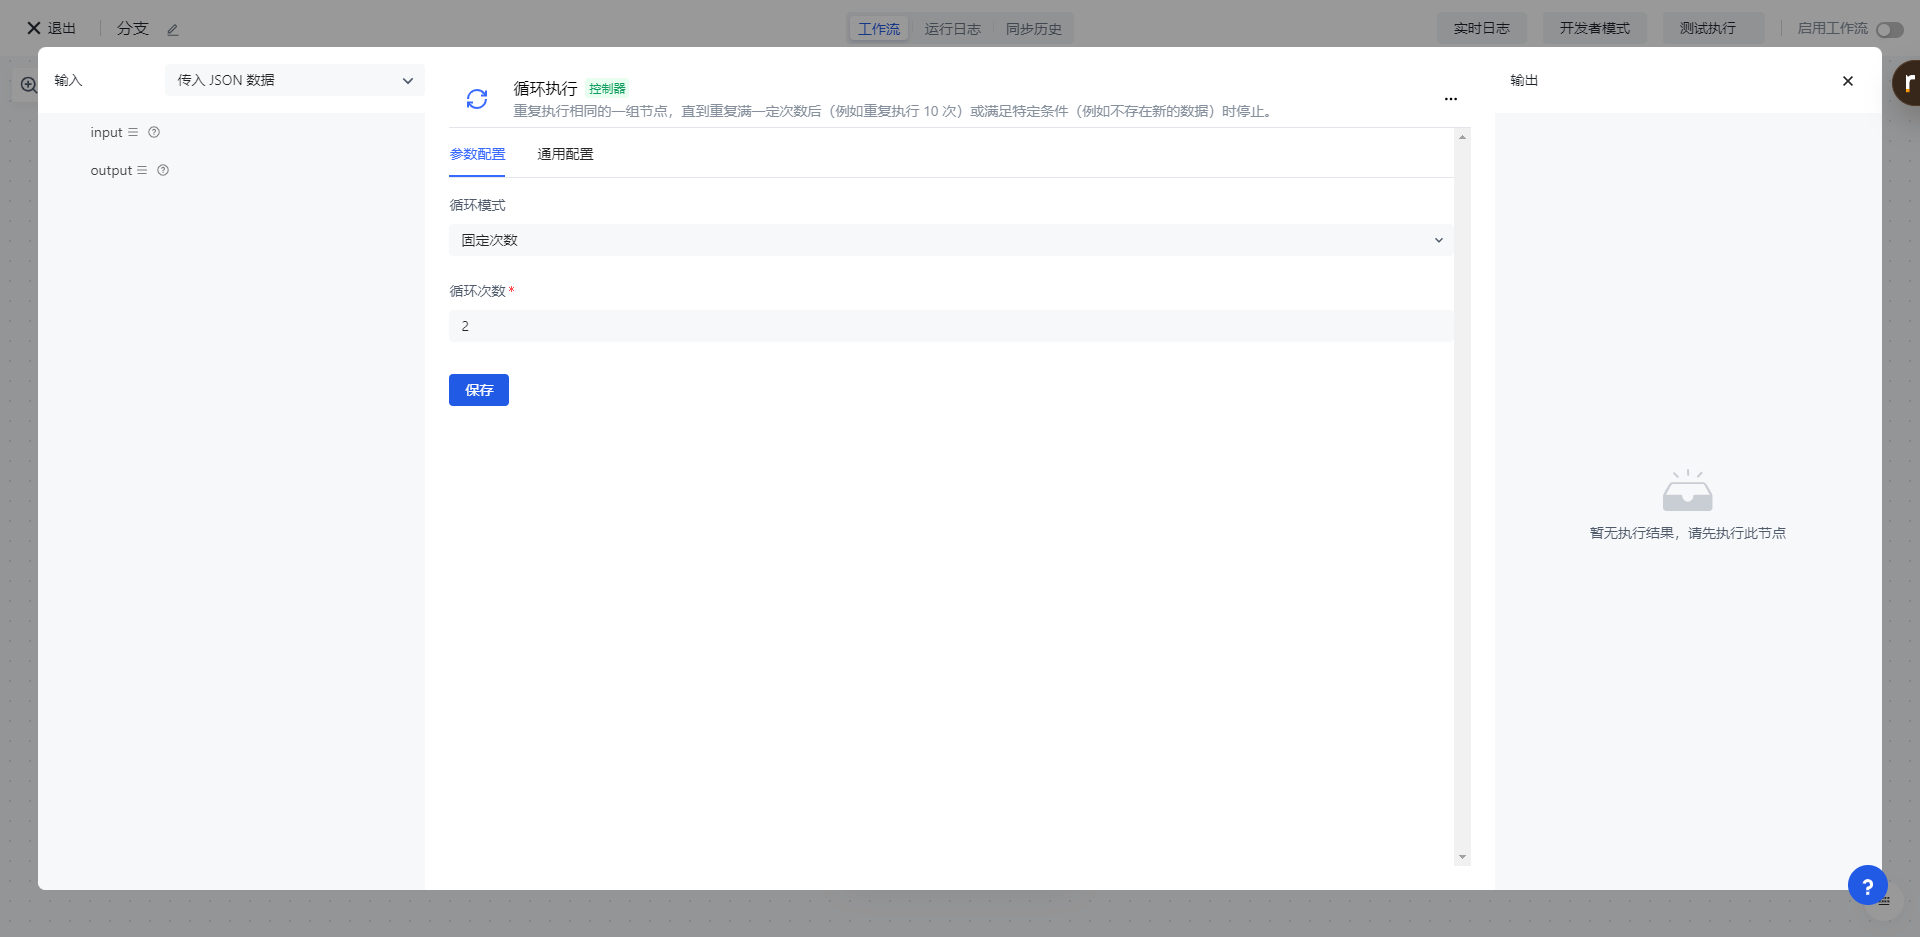 退出
分支
工作流
运行日志
同步历史
实时日志
开发者模式
测试执行
启用工作流
输入
传入 JSON 数据
input
output
循环执行 控制器
重复执行相同的一组节点，直到重复满一定次数后（例如重复执行 10 次）或满足特定条件（例如不存在新的数据）时停止。
参数配置
通用配置
循环模式
固定次数
循环次数*
2
保存
输出
暂无执行结果，请先执行此节点
r
?